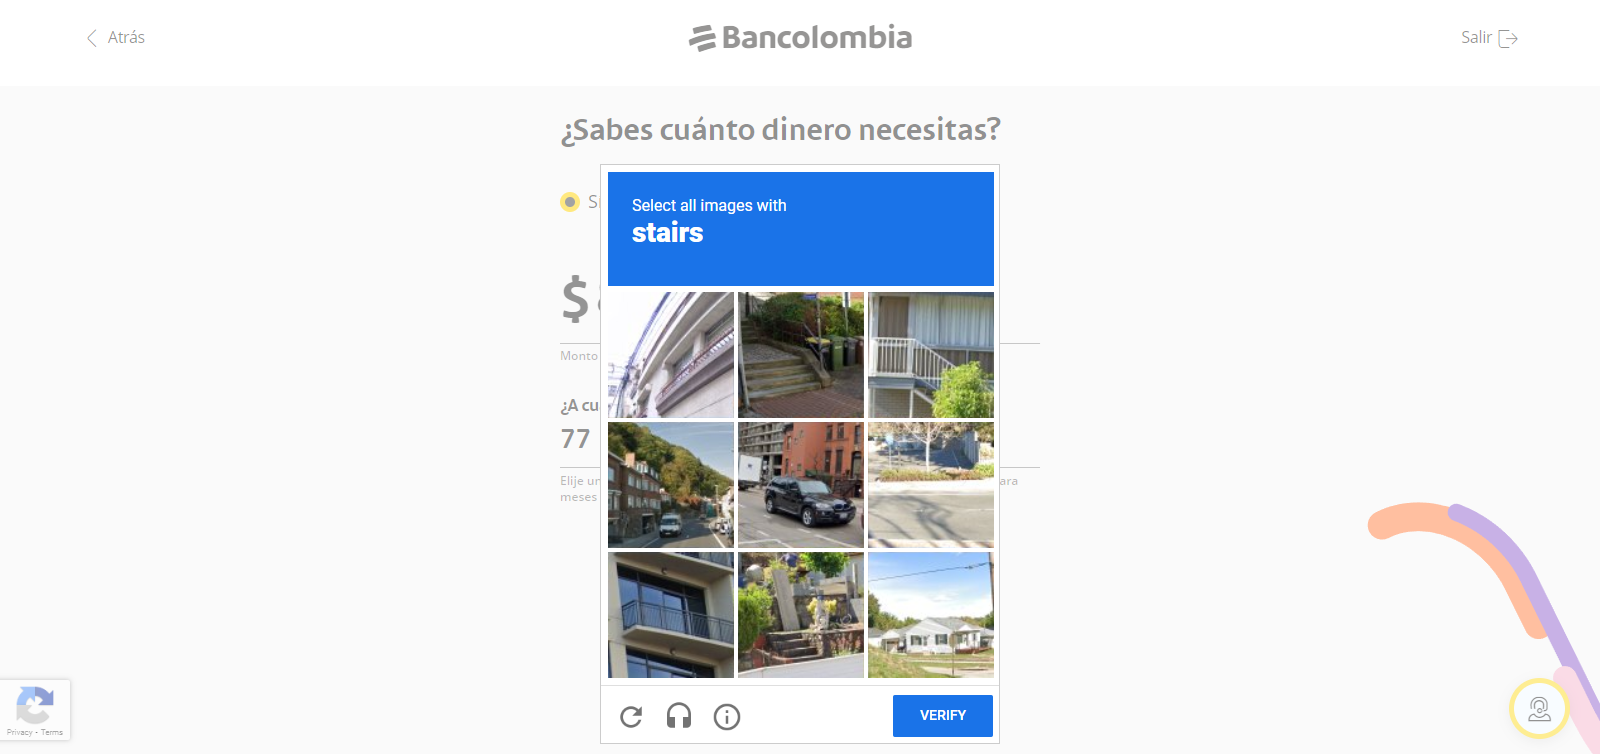 Atrás
Bancolombia
Salir
¿Sabes cuánto dinero necesitas?
Select all images with
stairs
$
Monto
¿A cu
77
Elije un
ara
meses
VERIFY
Privacy - Terms